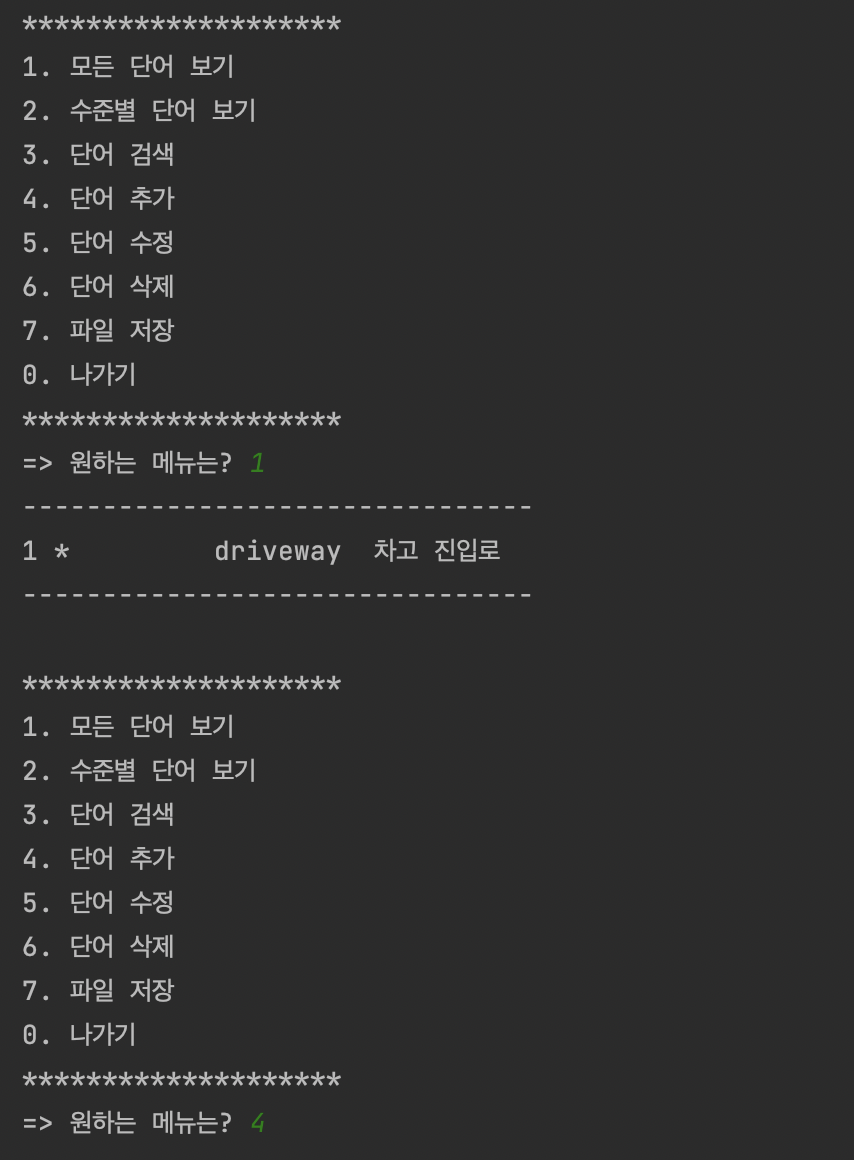 ********************
1. 모든 단어 보기
2. 수준별 단어 보기
3. 단어 검색
4. 단어 추가
5. 단어 수정
6. 단어 삭제
7. 파일 저장
0. 나가기
********************
=> 원하는 메뉴는? 1
--------------------------------
1 *         driveway  차고 진입로
--------------------------------
********************
1. 모든 단어 보기
2. 수준별 단어 보기
3. 단어 검색
4. 단어 추가
5. 단어 수정
6. 단어 삭제
7. 파일 저장
0. 나가기
********************
=> 원하는 메뉴는? 4